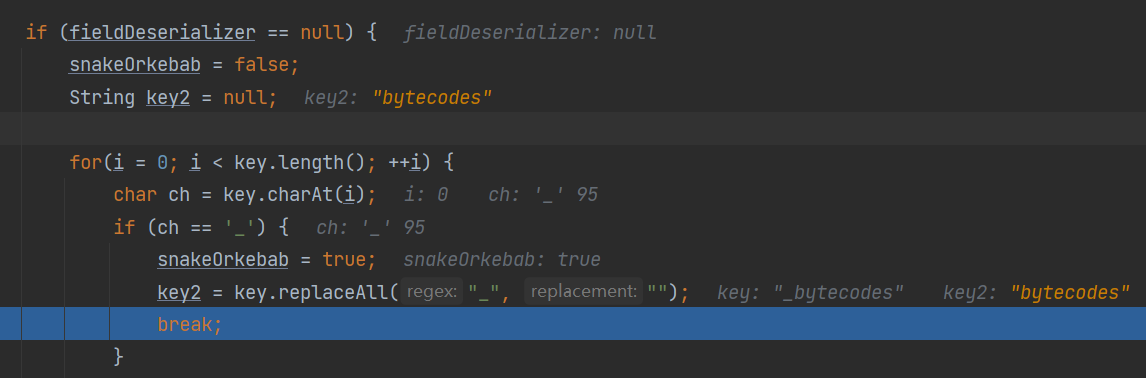 if (fieldDeserializer == null) { fieldDeserializer: null
snakeOrkebab = false;
String key2 = null; key2: "bytecodes"
for(i = 0; i < key.length(); ++i) {
char ch = key.charAt(i); i: 0 ch: '_' 95
if (ch == '_') { ch: '_' 95
snakeOrkebab = true; snakeOrkebab: true
key2 = key.replaceAll( regex: "_", replacement: ""); key: "_bytecodes" key2: "bytecodes"
break;
}